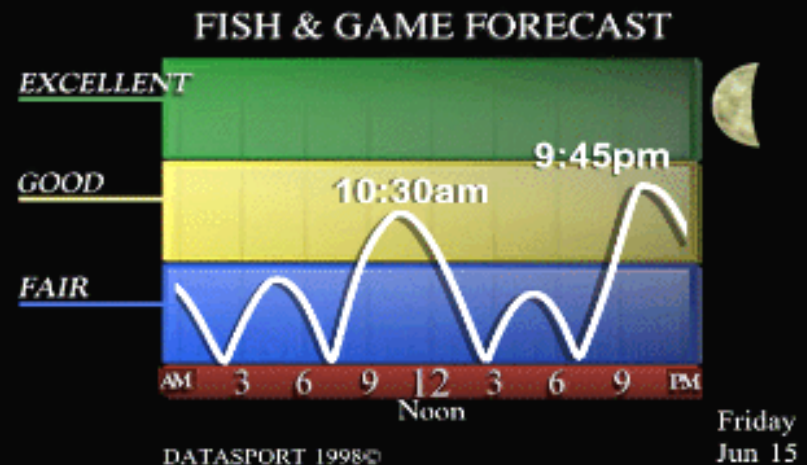 FISH & GAME FORECAST
EXCELLENT
9:45pm
GOOD
10:30am
FAIR
AM 3 6 9 12 3 6 9 PM
Noon
Friday
Jun 15
DATASPORT 1998©